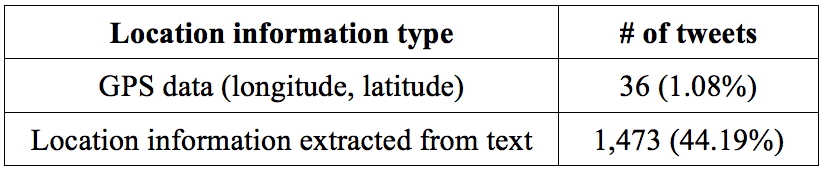 Location information type # of tweets
GPS data (longitude, latitude) 36 (1.08%)
Location information extracted from text 1,473 (44.19%)